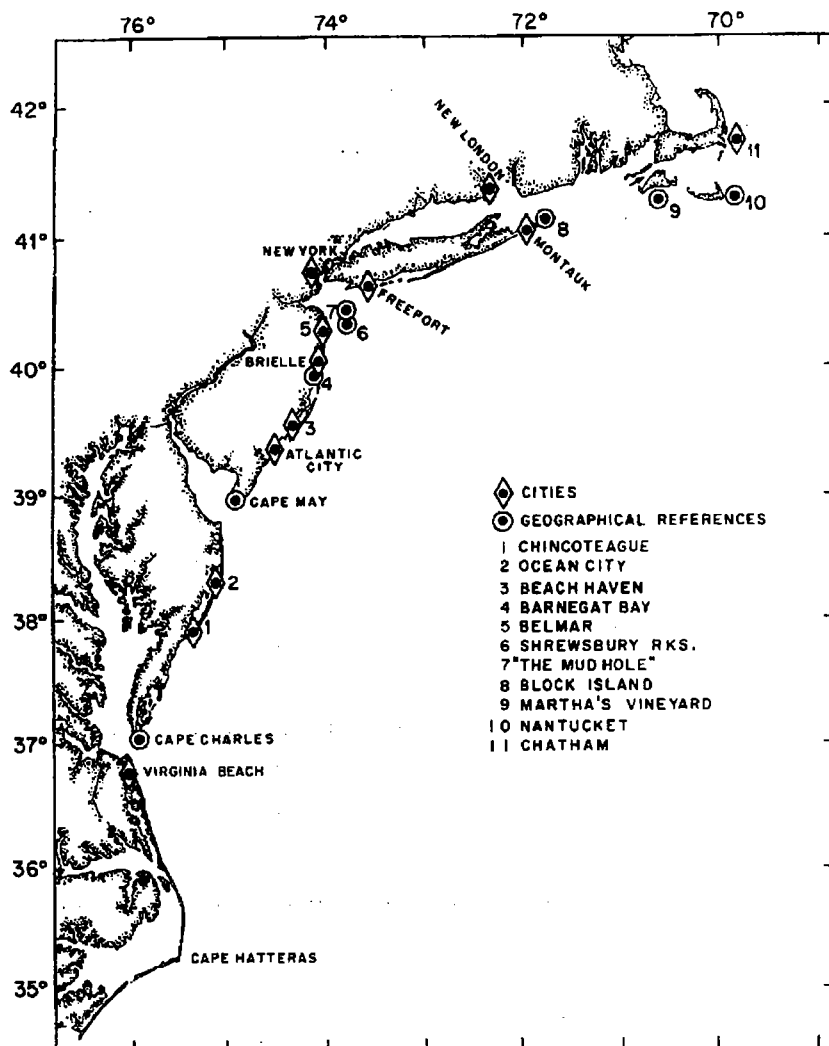 76° 74° 72° 70°
42°
41°
40°
39°
38°
37°
36°
35°
NEW LONDON
11
10
9
8
MONTAUK
NEW YORK
FREEPORT
7
6
5
BRIELLE
4
3
ATLANTIC
CITY
CAPE MAY
2
1
CAPE CHARLES
VIRGINIA BEACH
CAPE HATTERAS
CITIES
GEOGRAPHICAL REFERENCES
1 CHINCOTEAGUE
2 OCEAN CITY
3 BEACH HAVEN
4 BARNEGAT BAY
5 BELMAR
6 SHREWSBURY RKS.
7 "THE MUD HOLE"
8 BLOCK ISLAND
9 MARTHA'S VINEYARD
10 NANTUCKET
11 CHATHAM